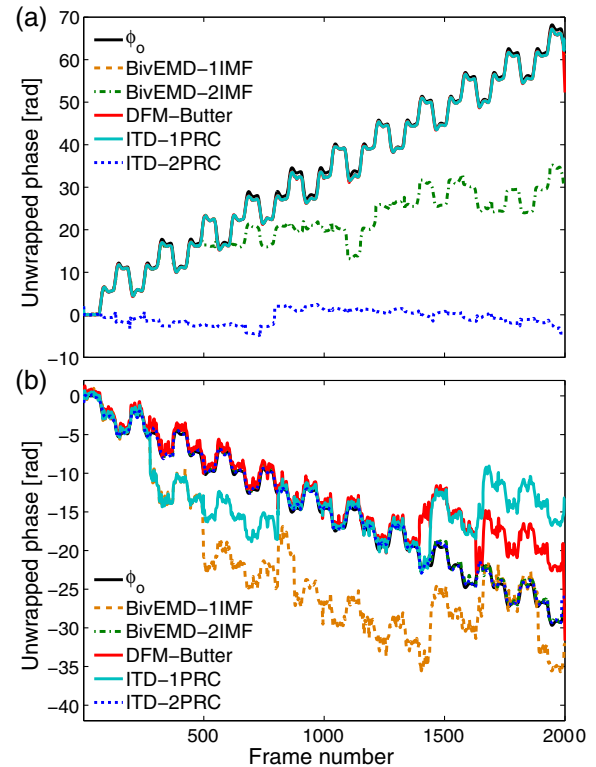 (a)
70
60
50
40
30
20
10
0
−10
Unwrapped phase [rad]
ϕo
BivEMD−1IMF
BivEMD−2IMF
DFM−Butter
ITD−1PRC
ITD−2PRC
(b)
0
−5
−10
−15
−20
−25
−30
−35
−40
Unwrapped phase [rad]
ϕo
BivEMD−1IMF
BivEMD−2IMF
DFM−Butter
ITD−1PRC
ITD−2PRC
500 1000 1500 2000
Frame number